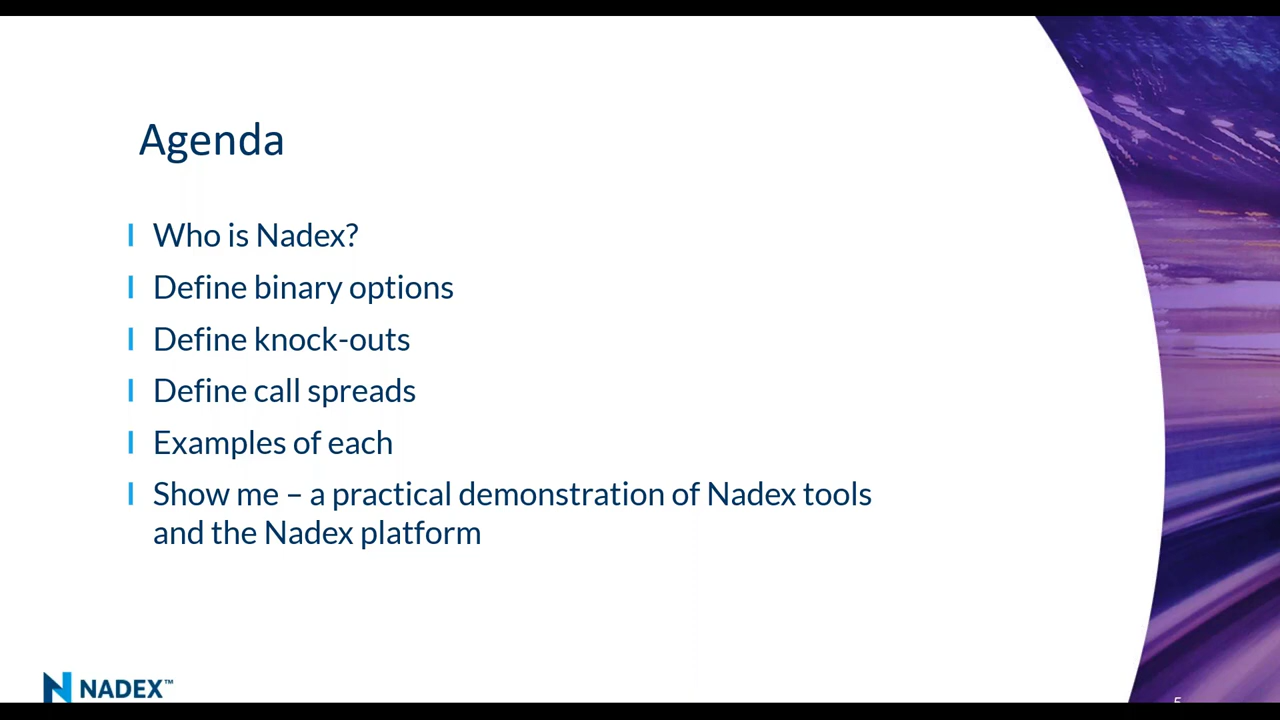 Agenda
Who is Nadex?
Define binary options
Define knock-outs
Define call spreads
Examples of each
Show me – a practical demonstration of Nadex tools
and the Nadex platform
NADEX™
5